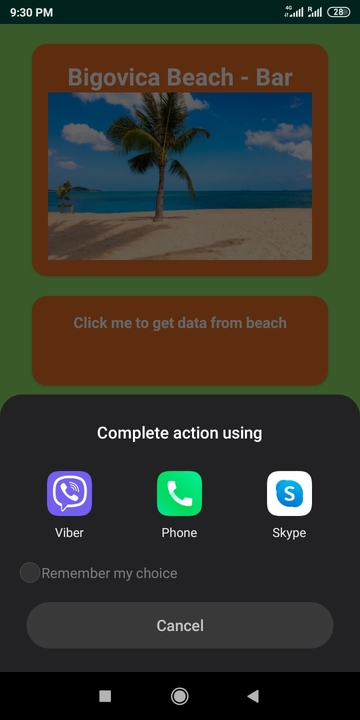 9:30 PM
4G
R
28
Bigovica Beach - Bar
Click me to get data from beach
Complete action using
Viber
Phone
S
Skype
Remember my choice
Cancel